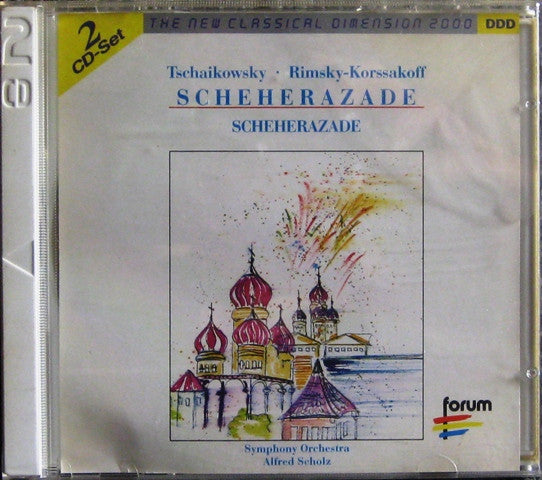 THE NEW CLASSICAL DIMENSION 2000 DDD
2
CD-Set
Tschaikowsky · Rimsky-Korssakoff
SCHEHERAZADE
SCHEHERAZADE
forum
Symphony Orchestra
Alfred Scholz